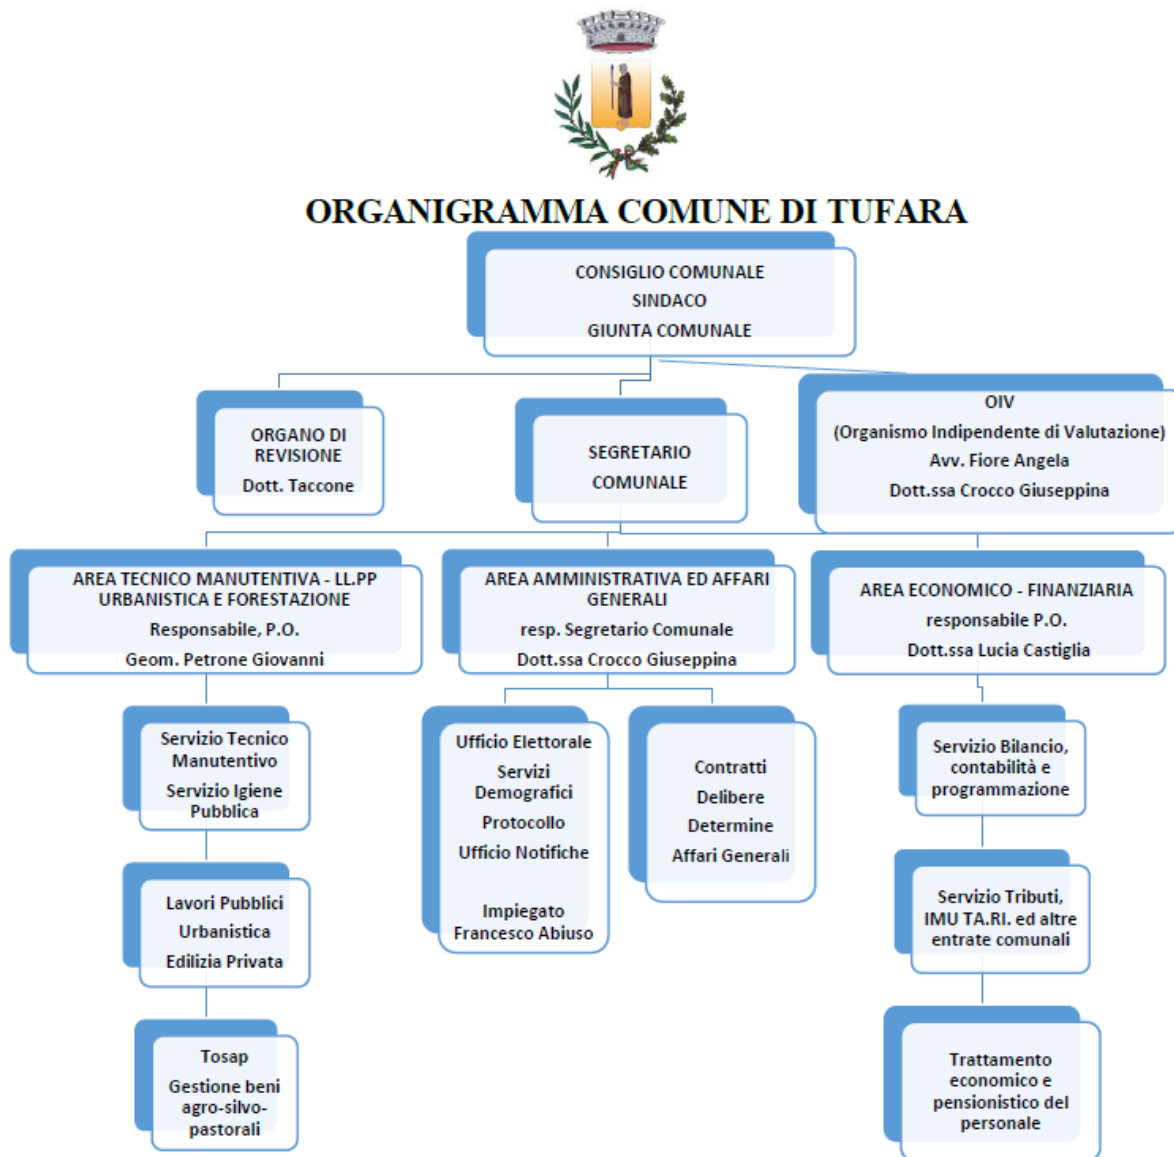 ORGANIGRAMMA COMUNE DI TUFARA
CONSIGLIO COMUNALE
SINDACO
GIUNTA COMUNALE
ORGANO DI
REVISIONE
Dott. Taccone
SEGRETARIO
COMUNALE
OIV
(Organismo Indipendente di Valutazione)
Avv. Fiore Angela
Dott.ssa Crocco Giuseppina
AREA TECNICO MANUTENTIVA - LL.PP
URBANISTICA E FORESTAZIONE
Responsabile, P.O.
Geom. Petrone Giovanni
AREA AMMINISTRATIVA ED AFFARI
GENERALI
resp. Segretario Comunale
Dott.ssa Crocco Giuseppina
AREA ECONOMICO - FINANZIARIA
responsabile P.O.
Dott.ssa Lucia Castiglia
Servizio Tecnico
Manutentivo
Servizio Igiene
Pubblica
Ufficio Elettorale
Servizi
Demografici
Protocollo
Ufficio Notifiche
Impiegato
Francesco Abiuso
Contratti
Delibere
Determine
Affari Generali
Servizio Bilancio,
contabilità e
programmazione
Lavori Pubblici
Urbanistica
Edilizia Privata
Servizio Tributi,
IMU TA.RI. ed altre
entrate comunali
Tosap
Gestione beni
agro-silvo-
pastorali
Trattamento
economico e
pensionistico del
personale